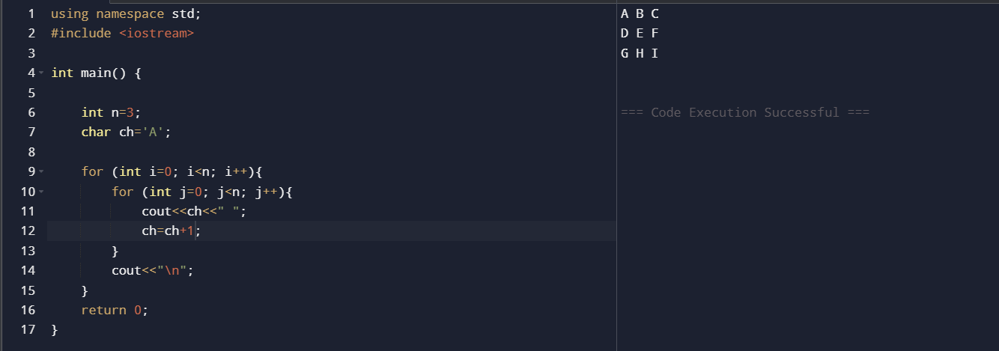 1 using namespace std;
2 #include <iostream>
3
4 int main() {
5
6     int n=3;
7     char ch='A';
8
9     for (int i=0; i<n; i++){
10         for (int j=0; j<n; j++){
11             cout<<ch<<" ";
12             ch=ch+1;
13         }
14         cout<<"\n";
15     }
16     return 0;
17 }
A B C
D E F
G H I
=== Code Execution Successful ===